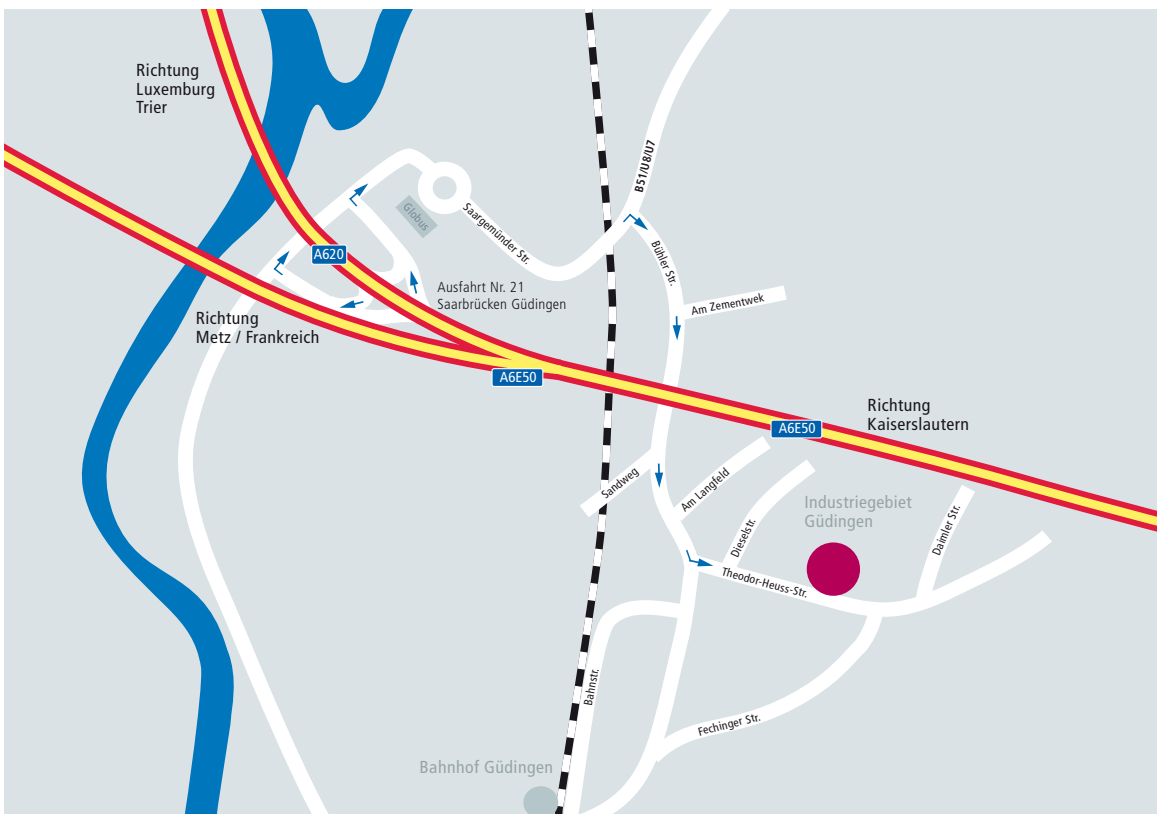 Richtung
Luxemburg
Trier
B51/U8/U7
Globus
Saargemünder Str.
A620
Bühler Str.
Ausfahrt Nr. 21
Saarbrücken Güdingen
Am Zementwek
Richtung
Metz / Frankreich
A6E50
Richtung
Kaiserslautern
A6E50
Sandweg
Am Langfeld
Industriegebiet
Güdingen
Dieselstr.
Daimler Str.
Theodor-Heuss-Str.
Bahnstr.
Fechinger Str.
Bahnhof Güdingen